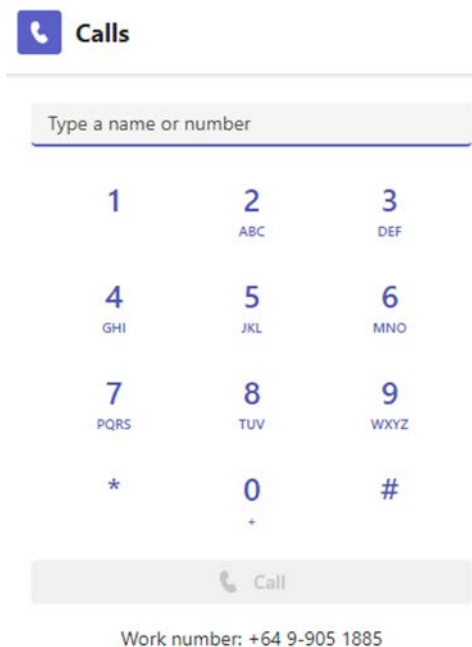 Calls
Type a name or number
1 2 3
ABC DEF
4 5 6
GHI JKL MNO
7 8 9
PQRS TUV WXYZ
* 0 #
+
Call
Work number: +64 9-905 1885